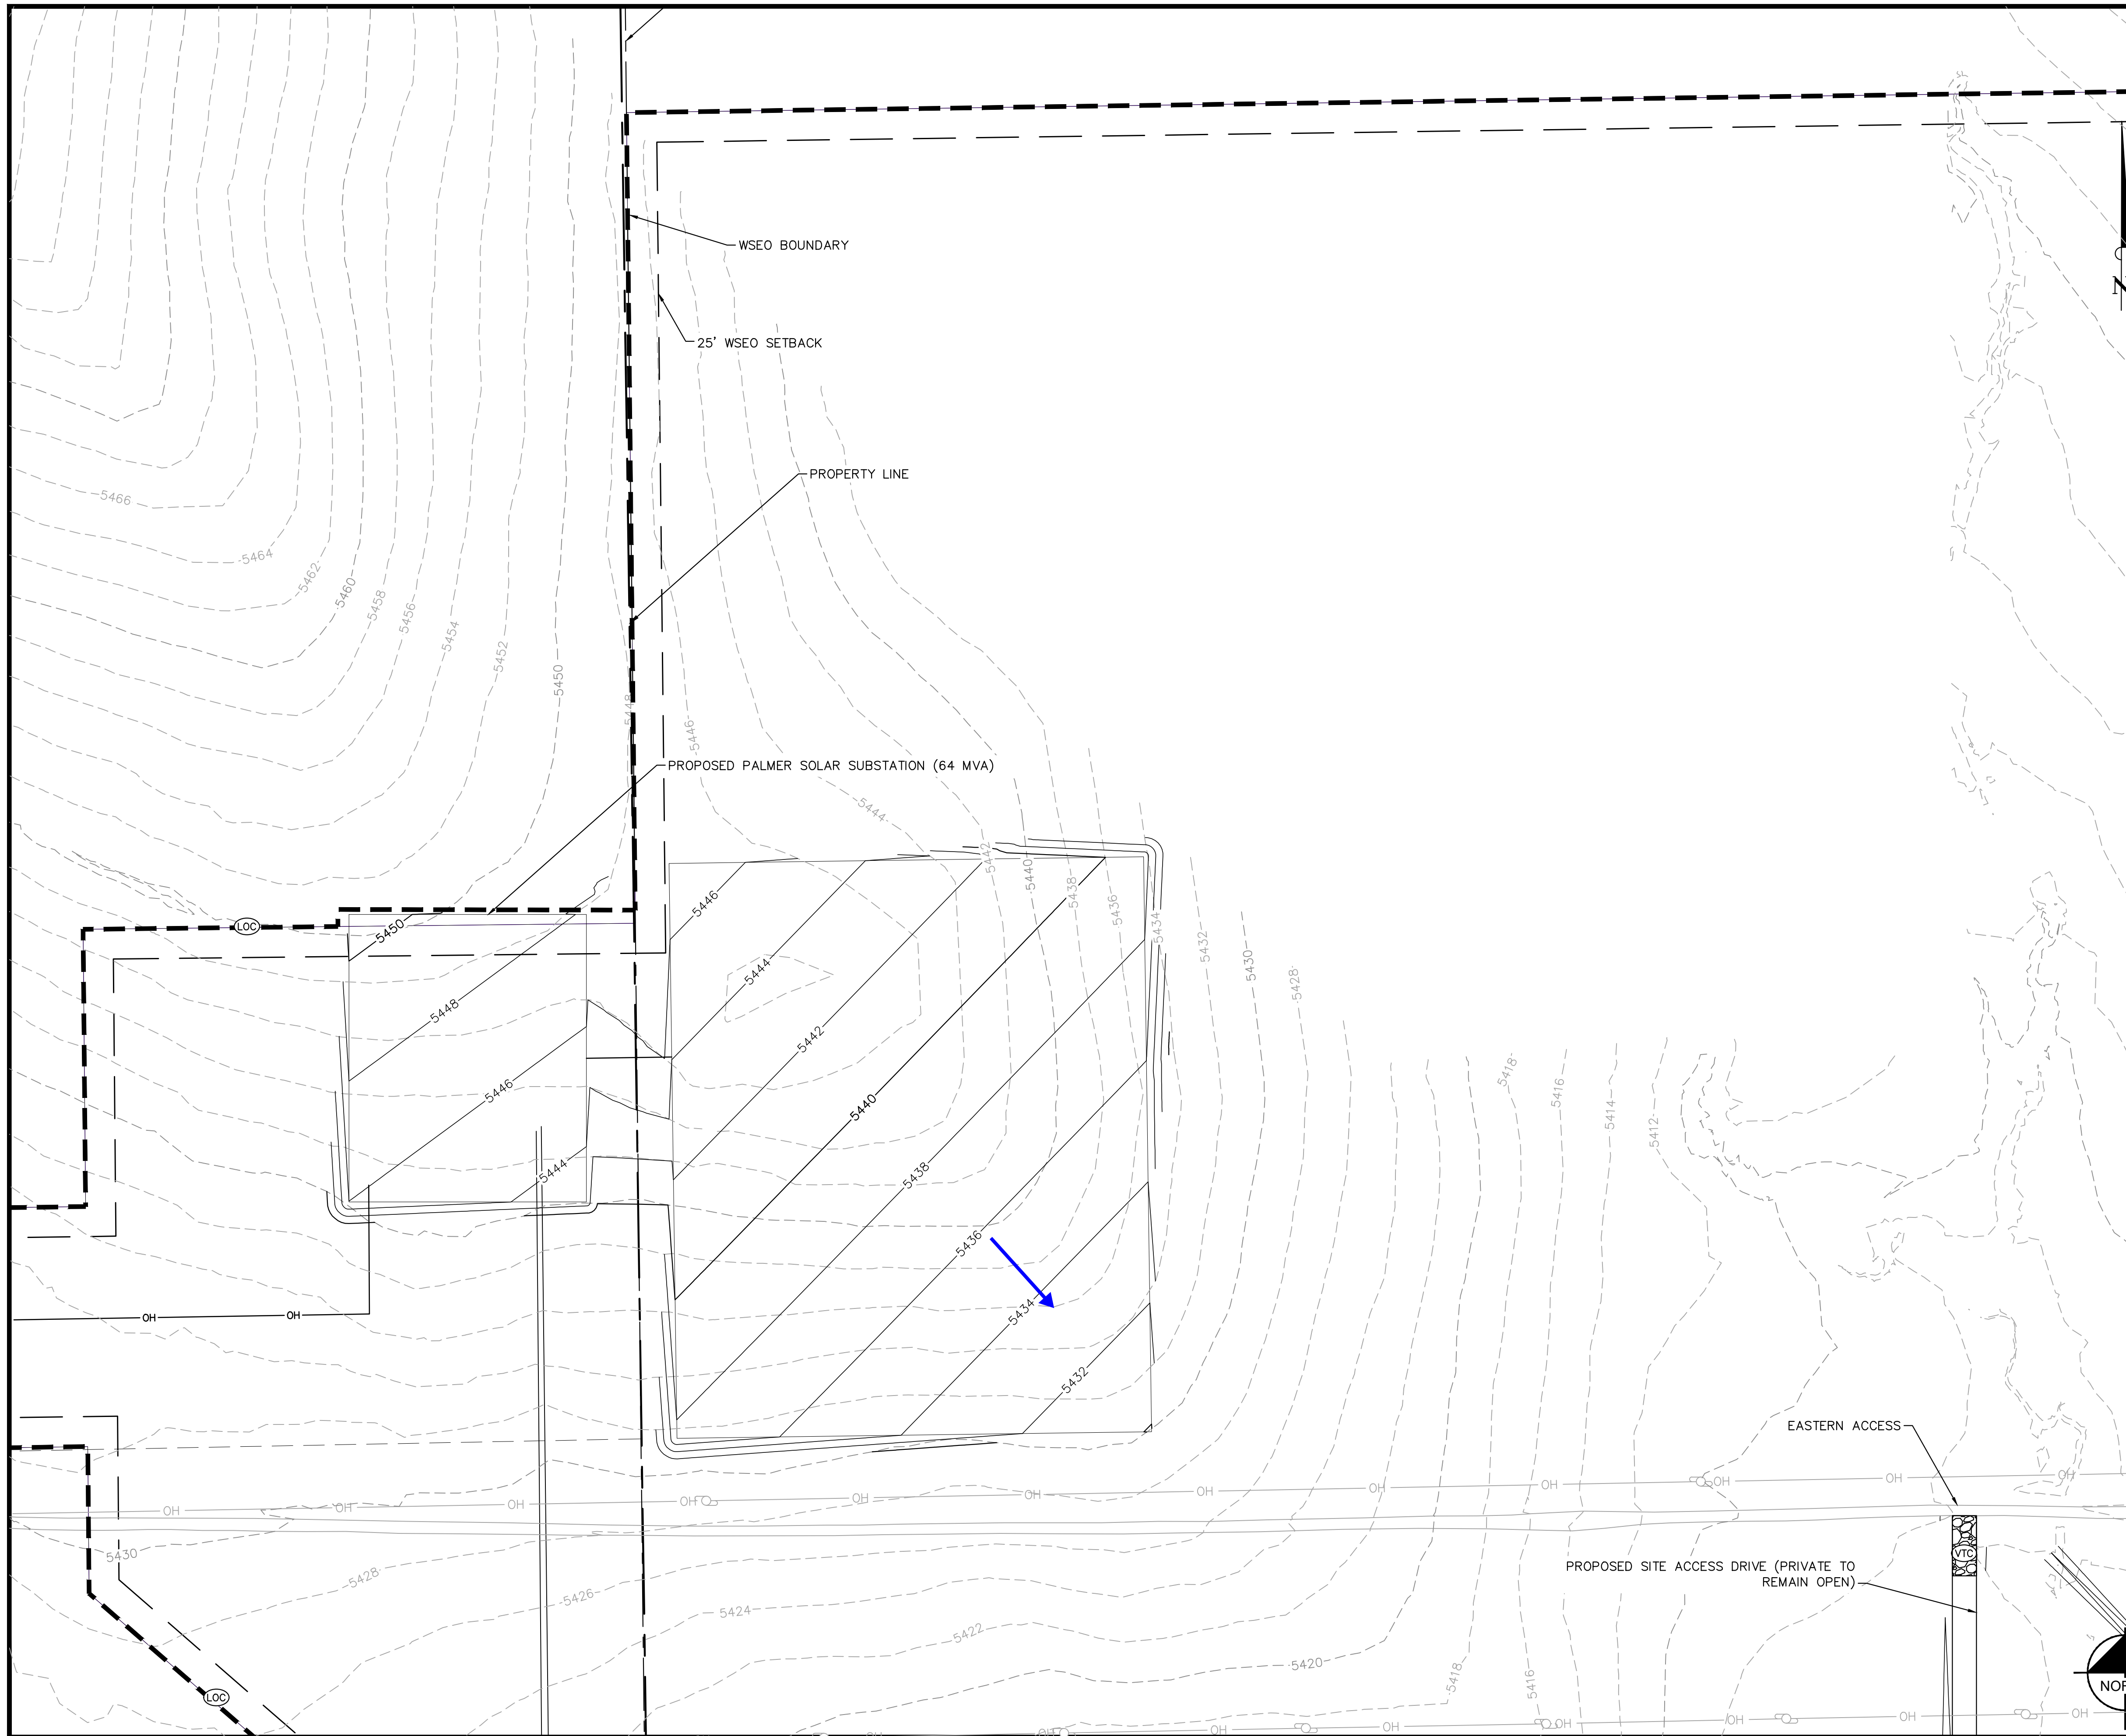 WSEO BOUNDARY
25' WSEO SETBACK
PROPERTY LINE
5466
5464
5462
5460
5458
5456
5454
5452
5450
5448
5446
PROPOSED PALMER SOLAR SUBSTATION (64 MVA)
5444
5442
5440
5438
5436
5434
5432
5430
5428
LOC
5450
5446
5448
5444
5442
5446
5440
5444
5438
5436
5434
5432
5418
5416
5414
5412
OH
OH
EASTERN ACCESS
OH
OH
OH
OH
OH
OH
OH
OH
OH
OH
OH
OH
5430
5428
5426
5424
5422
5420
5418
5416
VTC
PROPOSED SITE ACCESS DRIVE (PRIVATE TO
REMAIN OPEN)
LOC
OH
OH
OH
OH
OH
OH